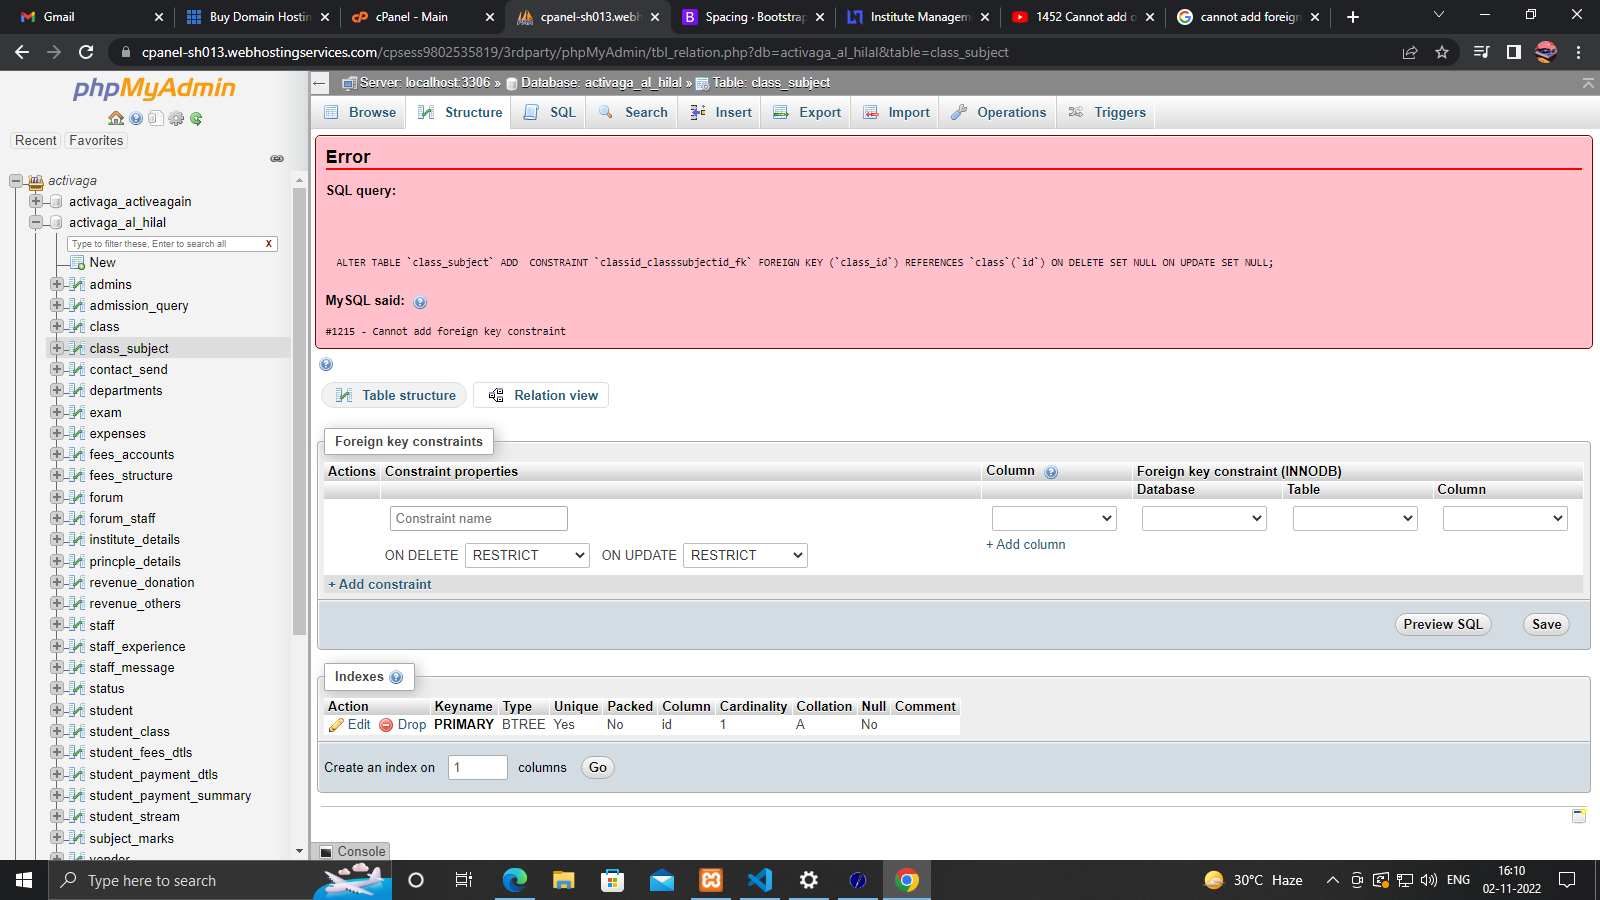 Gmail
Buy Domain Hostin
cPanel - Main
cpanel-sh013.webh
Spacing · Bootstrap
Institute Managem
1452 Cannot add o
cannot add foreign
cpanel-sh013.webhostingservices.com/cpsess9802535819/3rdparty/phpMyAdmin/tbl_relation.php?db=activaga_al_hilal&table=class_subject
phpMyAdmin
Recent Favorites
activaga
activaga_activeagain
activaga_al_hilal
Type to filter these, Enter to search all X
New
admins
admission_query
class
class_subject
contact_send
departments
exam
expenses
fees_accounts
fees_structure
forum
forum_staff
institute_details
princple_details
revenue_donation
revenue_others
staff
staff_experience
staff_message
status
student
student_class
student_fees_dtls
student_payment_dtls
student_payment_summary
student_stream
subject_marks
vendor
Server: localhost:3306 » Database: activaga_al_hilal » Table: class_subject
Browse Structure SQL Search Insert Export Import Operations Triggers
Error
SQL query:
ALTER TABLE `class_subject` ADD CONSTRAINT `classid_classsubjectid_fk` FOREIGN KEY (`class_id`) REFERENCES `class`(`id`) ON DELETE SET NULL ON UPDATE SET NULL;
MySQL said:
#1215 - Cannot add foreign key constraint
Table structure Relation view
Foreign key constraints
Actions Constraint properties Column Foreign key constraint (INNODB)
Database Table Column
Constraint name
+ Add column
ON DELETE RESTRICT ON UPDATE RESTRICT
+ Add constraint
Preview SQL Save
Indexes
Action Keyname Type Unique Packed Column Cardinality Collation Null Comment
Edit Drop PRIMARY BTREE Yes No id 1 A No
Create an index on 1 columns Go
Console
Type here to search
30°C Haze
ENG
16:10
02-11-2022